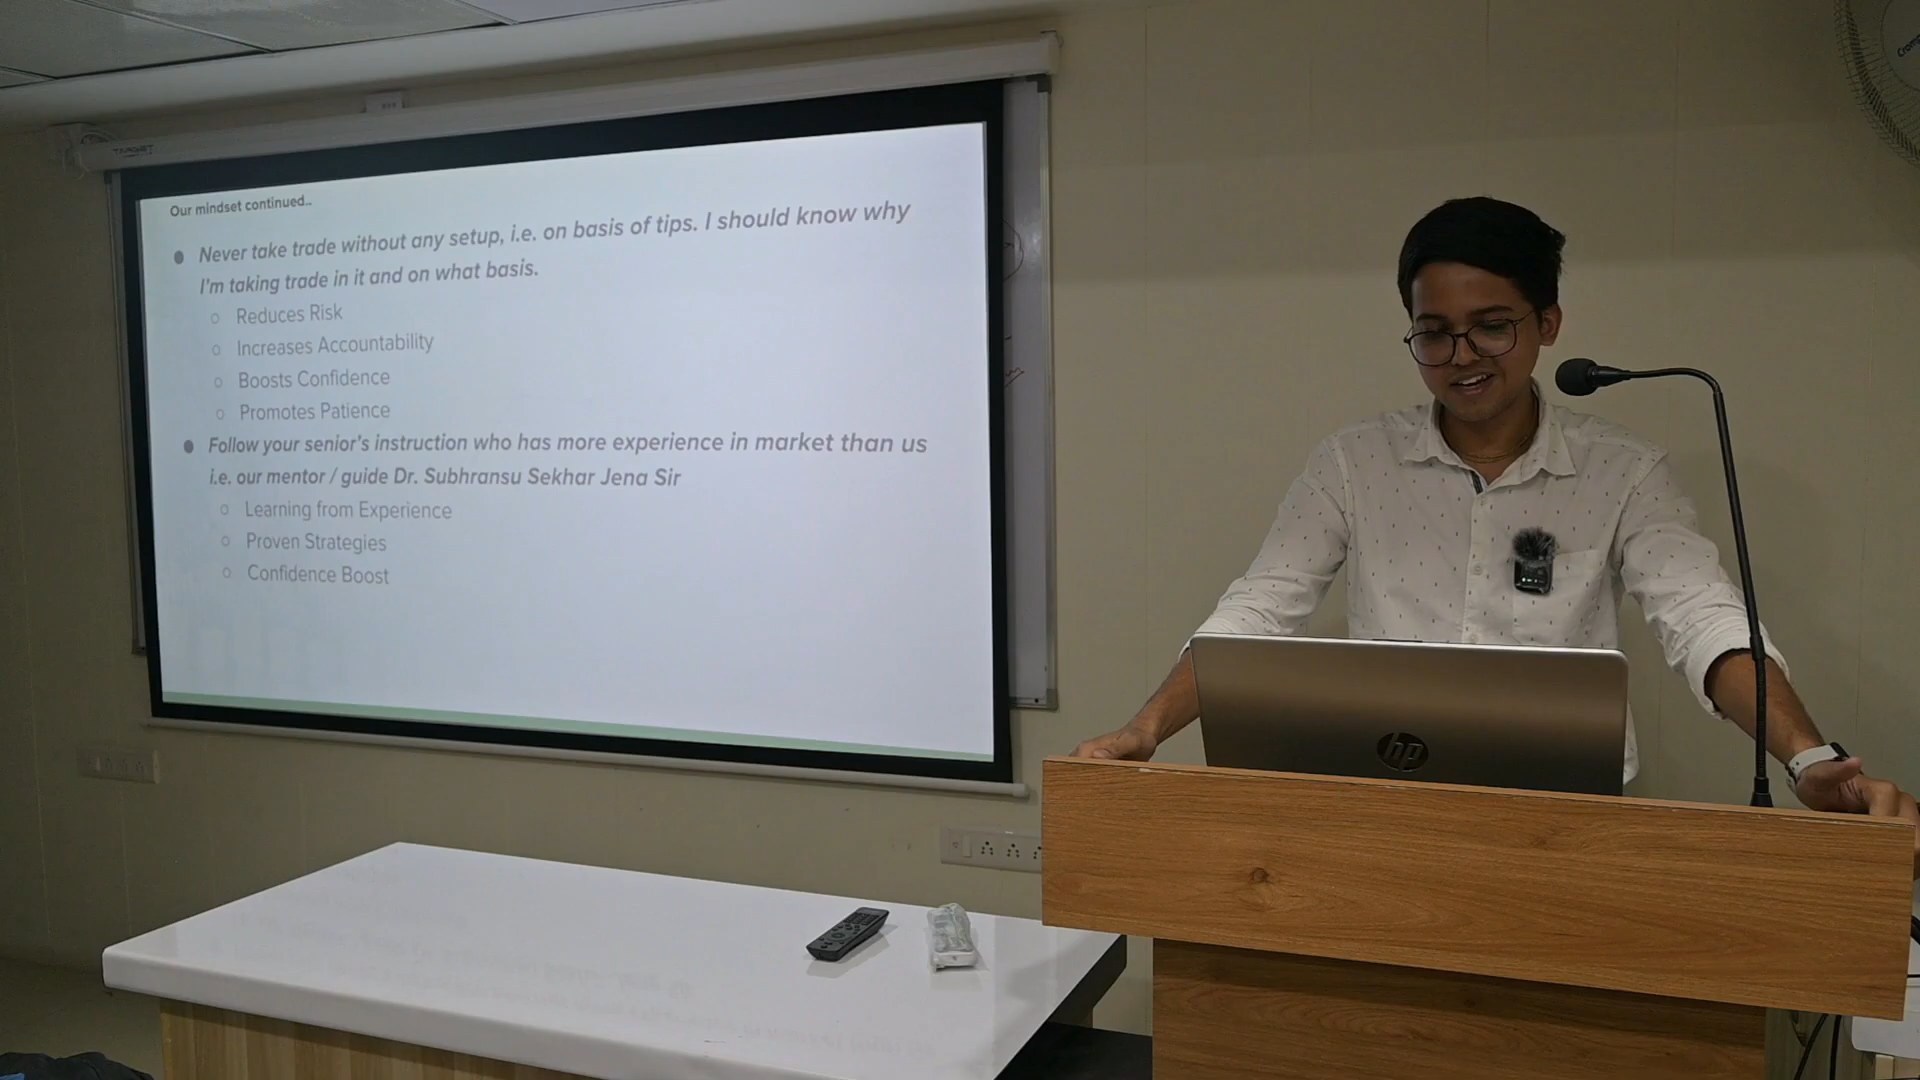 TARGET
Our mindset continued..
● Never take trade without any setup, i.e. on basis of tips. I should know why
I'm taking trade in it and on what basis.
○ Reduces Risk
○ Increases Accountability
○ Boosts Confidence
○ Promotes Patience
● Follow your senior's instruction who has more experience in market than us
i.e. our mentor / guide Dr. Subhransu Sekhar Jena Sir
○ Learning from Experience
○ Proven Strategies
○ Confidence Boost
hp